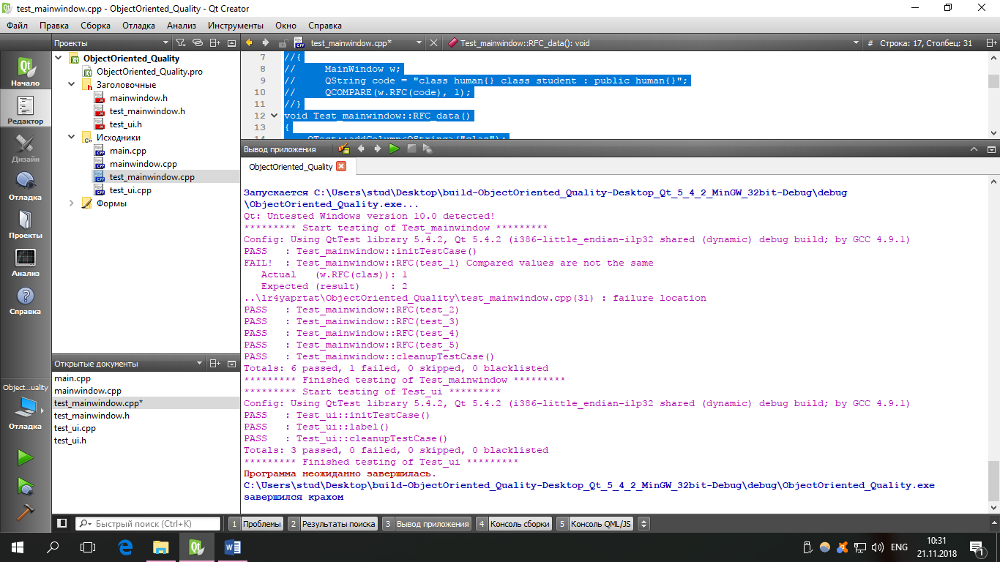 test_mainwindow.cpp - ObjectOriented_Quality - Qt Creator
Файл Правка Сборка Отладка Анализ Инструменты Окно Справка
Проекты
test_mainwindow.cpp*
Test_mainwindow::RFC_data(): void
# Строка: 17, Столбец: 31
Начало
Редактор
Дизайн
Отладка
Проекты
Анализ
Справка
Object...uality
Отладка
ObjectOriented_Quality
ObjectOriented_Quality.pro
Заголовочные
mainwindow.h
test_mainwindow.h
test_ui.h
Исходники
main.cpp
mainwindow.cpp
test_mainwindow.cpp
test_ui.cpp
Формы
Открытые документы
main.cpp
mainwindow.cpp
test_mainwindow.cpp*
test_mainwindow.h
test_ui.cpp
test_ui.h
7 //{
8 // MainWindow w;
9 // QString code = "class human{} class student : public human{}";
10 // QCOMPARE(w.RFC(code), 1);
11 //}
12 void Test_mainwindow::RFC_data()
13 {
14 QTest::addColumn<QString>("clas");
Вывод приложения
ObjectOriented_Quality
Запускается C:\Users\stud\Desktop\build-ObjectOriented_Quality-Desktop_Qt_5_4_2_MinGW_32bit-Debug\debug
\ObjectOriented_Quality.exe...
Qt: Untested Windows version 10.0 detected!
********* Start testing of Test_mainwindow *********
Config: Using QtTest library 5.4.2, Qt 5.4.2 (i386-little_endian-ilp32 shared (dynamic) debug build; by GCC 4.9.1)
PASS : Test_mainwindow::initTestCase()
FAIL! : Test_mainwindow::RFC(test_1) Compared values are not the same
Actual (w.RFC(clas)): 1
Expected (result) : 2
..\lr4yaprtat\ObjectOriented_Quality\test_mainwindow.cpp(31) : failure location
PASS : Test_mainwindow::RFC(test_2)
PASS : Test_mainwindow::RFC(test_3)
PASS : Test_mainwindow::RFC(test_4)
PASS : Test_mainwindow::RFC(test_5)
PASS : Test_mainwindow::cleanupTestCase()
Totals: 6 passed, 1 failed, 0 skipped, 0 blacklisted
********* Finished testing of Test_mainwindow *********
********* Start testing of Test_ui *********
Config: Using QtTest library 5.4.2, Qt 5.4.2 (i386-little_endian-ilp32 shared (dynamic) debug build; by GCC 4.9.1)
PASS : Test_ui::initTestCase()
PASS : Test_ui::label()
PASS : Test_ui::cleanupTestCase()
Totals: 3 passed, 0 failed, 0 skipped, 0 blacklisted
********* Finished testing of Test_ui *********
Программа неожиданно завершилась.
C:\Users\stud\Desktop\build-ObjectOriented_Quality-Desktop_Qt_5_4_2_MinGW_32bit-Debug\debug\ObjectOriented_Quality.exe
завершился крахом
Быстрый поиск (Ctrl+K)
1 Проблемы 2 Результаты поиска 3 Вывод приложения 4 Консоль сборки 5 Консоль QML/JS
ENG
10:31
21.11.2018
1